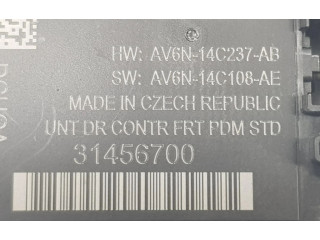 HW: AV6N-14C237-AB
SW: AV6N-14C108-AE
MADE IN CZECH REPUBLIC
UNT DR CONTR FRT PDM STD
31456700